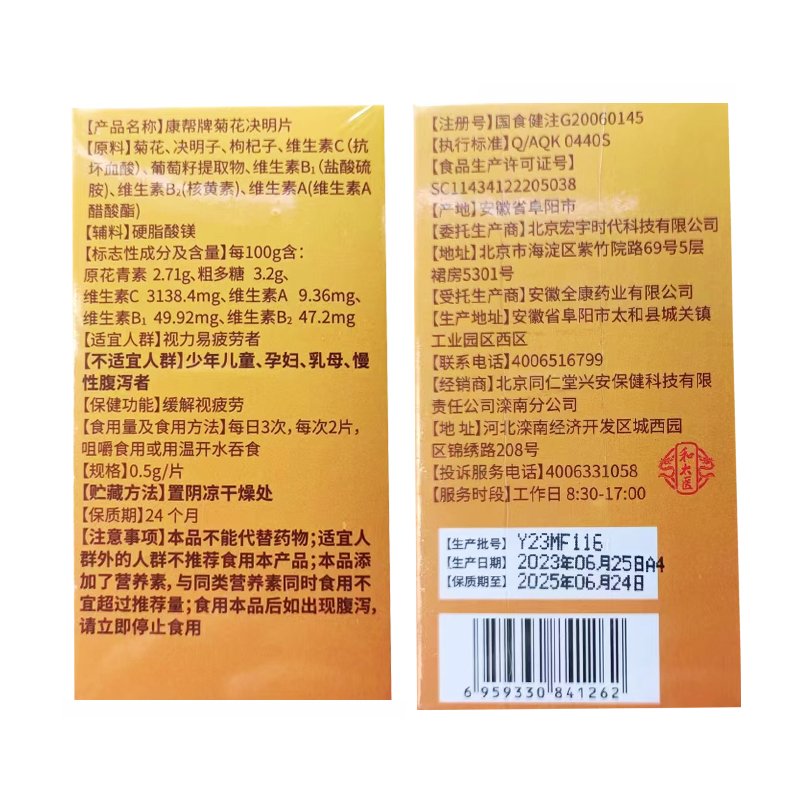 【产品名称】康帮牌菊花决明片
【原料】菊花、决明子、枸杞子、维生素C(抗
坏血酸)、葡萄籽提取物、维生素B₁(盐酸硫
胺)、维生素B₂(核黄素)、维生素A(维生素A
醋酸酯)
【辅料】硬脂酸镁
【标志性成分及含量】每100g含:
原花青素 2.71g、粗多糖 3.2g、
维生素C 3138.4mg、维生素A 9.36mg、
维生素B₁ 49.92mg、维生素B₂ 47.2mg
【适宜人群】视力易疲劳者
【不适宜人群】少年儿童、孕妇、乳母、慢
性腹泻者
【保健功能】缓解视疲劳
【食用量及食用方法】每日3次,每次2片,
咀嚼食用或用温开水吞食
【规格】0.5g/片
【贮藏方法】置阴凉干燥处
【保质期】24个月
【注意事项】本品不能代替药物;适宜人
群外的人群不推荐食用本产品;本品添
加了营养素,与同类营养素同时食用不
宜超过推荐量;食用本品后如出现腹泻,
请立即停止食用
【注册号】国食健注G20060145
【执行标准】Q/AQK 0440S
【食品生产许可证号】
SC11434122205038
【产地】安徽省阜阳市
【委托生产商】北京宏宇时代科技有限公司
【地址】北京市海淀区紫竹院路69号5层
裙房5301号
【受托生产商】安徽全康药业有限公司
【生产地址】安徽省阜阳市太和县城关镇
工业园区西区
【联系电话】4006516799
【经销商】北京同仁堂兴安保健科技有限
责任公司滦南分公司
【地 址】河北滦南经济开发区城西园
区锦绣路208号
【投诉服务电话】4006331058
【服务时段】工作日 8:30-17:00
和大医
【生产批号】 Y23MF116
【生产日期】 2023年06月25日A4
【保质期至】 2025年06月24日
6 959330 841262